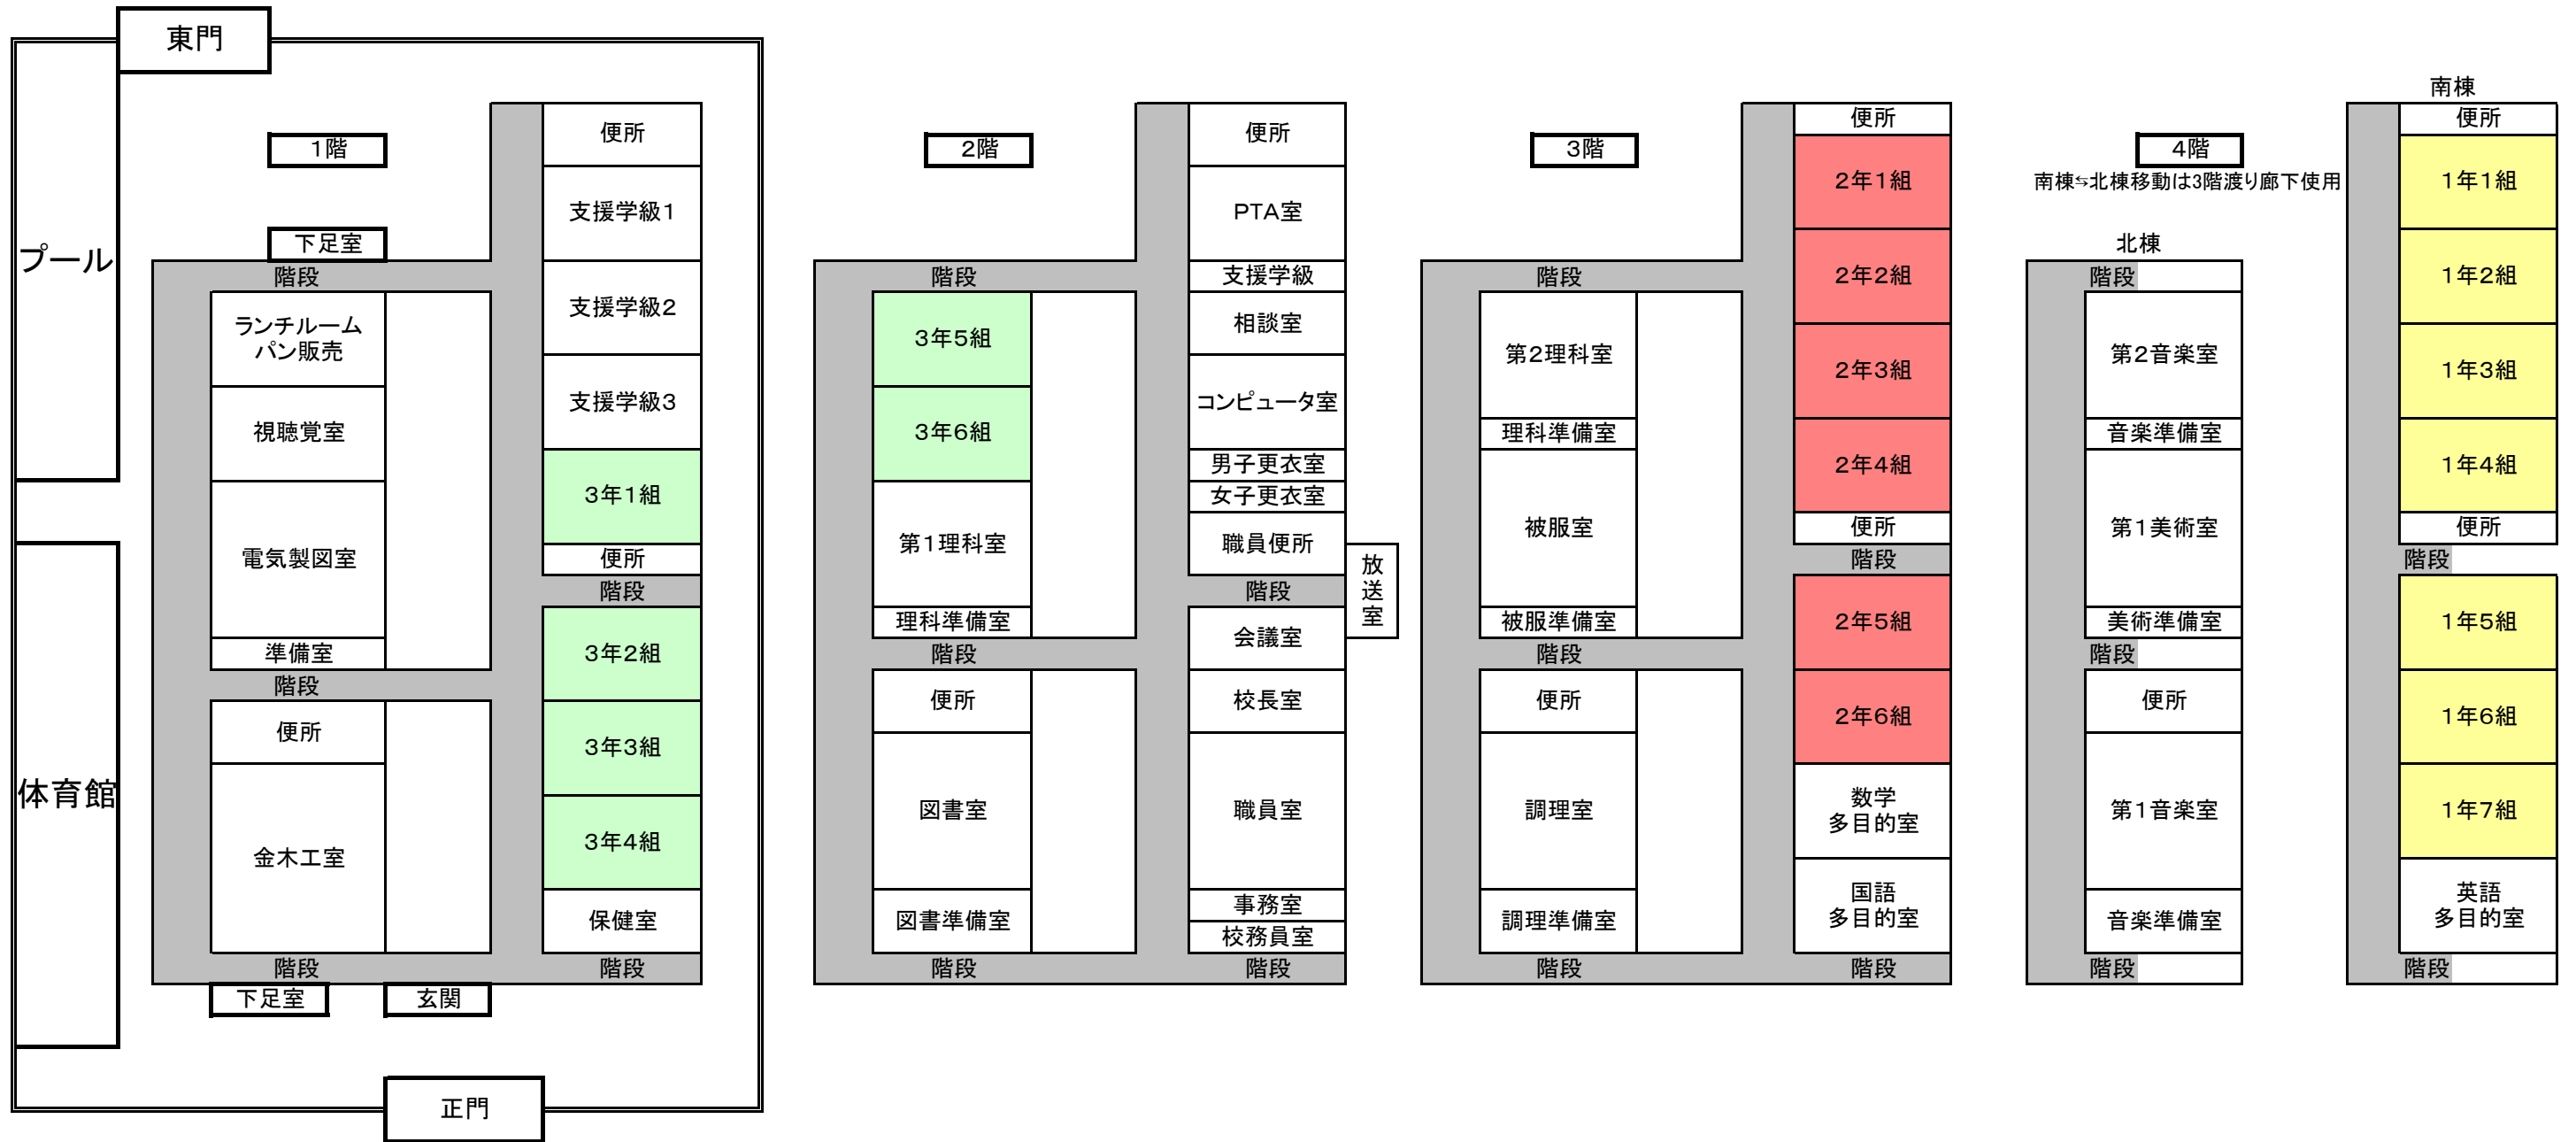 東門
プール
体育館
1階
下足室
階段
ランチルーム
パン販売
視聴覚室
電気製図室
準備室
階段
便所
金木工室
階段
下足室
玄関
正門
便所
支援学級1
支援学級2
支援学級3
3年1組
便所
階段
3年2組
3年3組
3年4組
保健室
階段
2階
階段
3年5組
3年6組
第1理科室
理科準備室
階段
便所
図書室
図書準備室
階段
便所
PTA室
支援学級
相談室
コンピュータ室
男子更衣室
女子更衣室
職員便所
放送室
階段
会議室
校長室
職員室
事務室
校務員室
階段
3階
階段
第2理科室
理科準備室
被服室
被服準備室
階段
便所
調理室
調理準備室
階段
便所
2年1組
2年2組
2年3組
2年4組
便所
階段
2年5組
2年6組
数学
多目的室
国語
多目的室
階段
4階
南棟⇆北棟移動は3階渡り廊下使用
北棟
階段
第2音楽室
音楽準備室
第1美術室
美術準備室
階段
便所
第1音楽室
音楽準備室
階段
南棟
便所
1年1組
1年2組
1年3組
1年4組
便所
階段
1年5組
1年6組
1年7組
英語
多目的室
階段